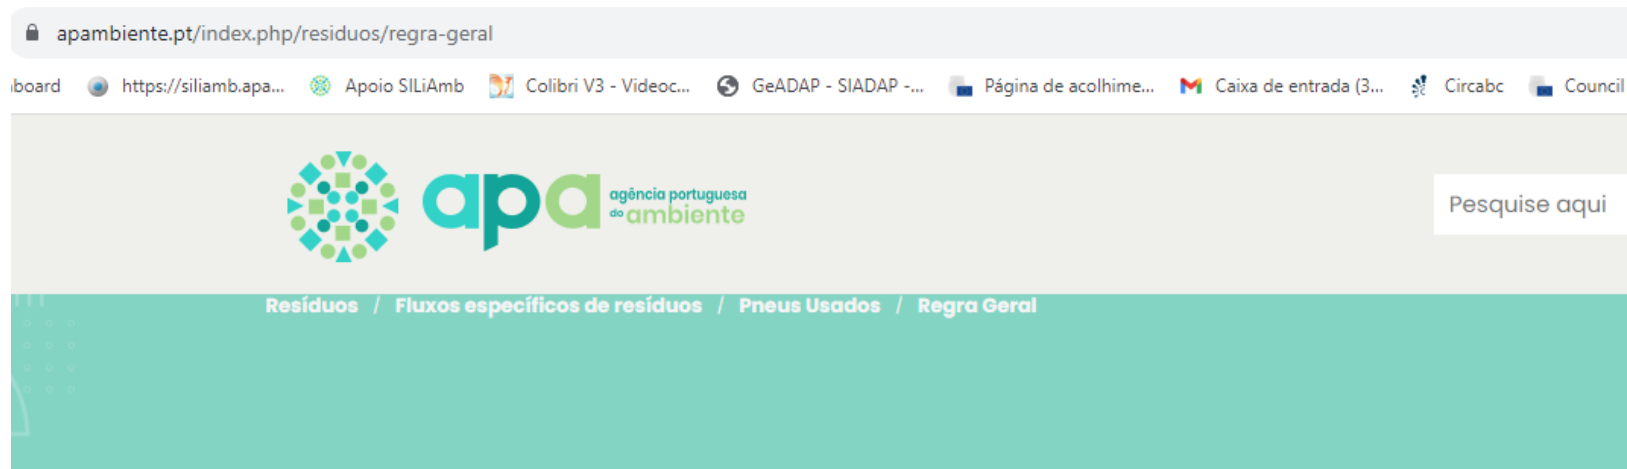 apambiente.pt/index.php/residuos/regra-geral
board https://siliamb.apa... Apoio SILiAmb Colibri V3 - Videoc... GeADAP - SIADAP -... Página de acolhime... Caixa de entrada (3... Circabc Council
apa agência portuguesa
do ambiente
Pesquise aqui
Resíduos / Fluxos específicos de resíduos / Pneus Usados / Regra Geral